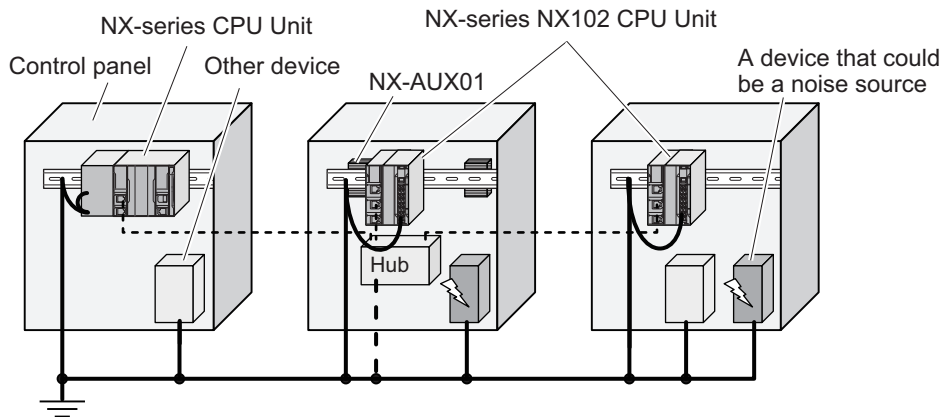 NX-series CPU Unit
NX-series NX102 CPU Unit
Control panel
Other device
NX-AUX01
A device that could
be a noise source
Hub